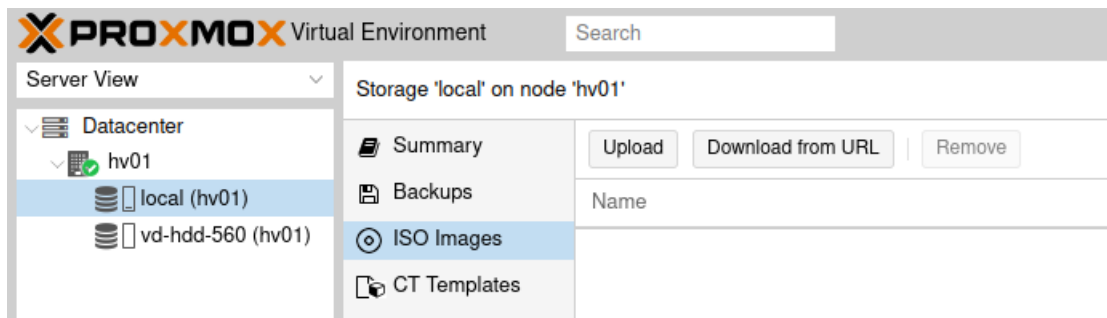 PROXMOX Virtual Environment
Search
Server View
Storage 'local' on node 'hv01'
Datacenter
hv01
local (hv01)
vd-hdd-560 (hv01)
Summary
Backups
ISO Images
CT Templates
Upload
Download from URL
Remove
Name